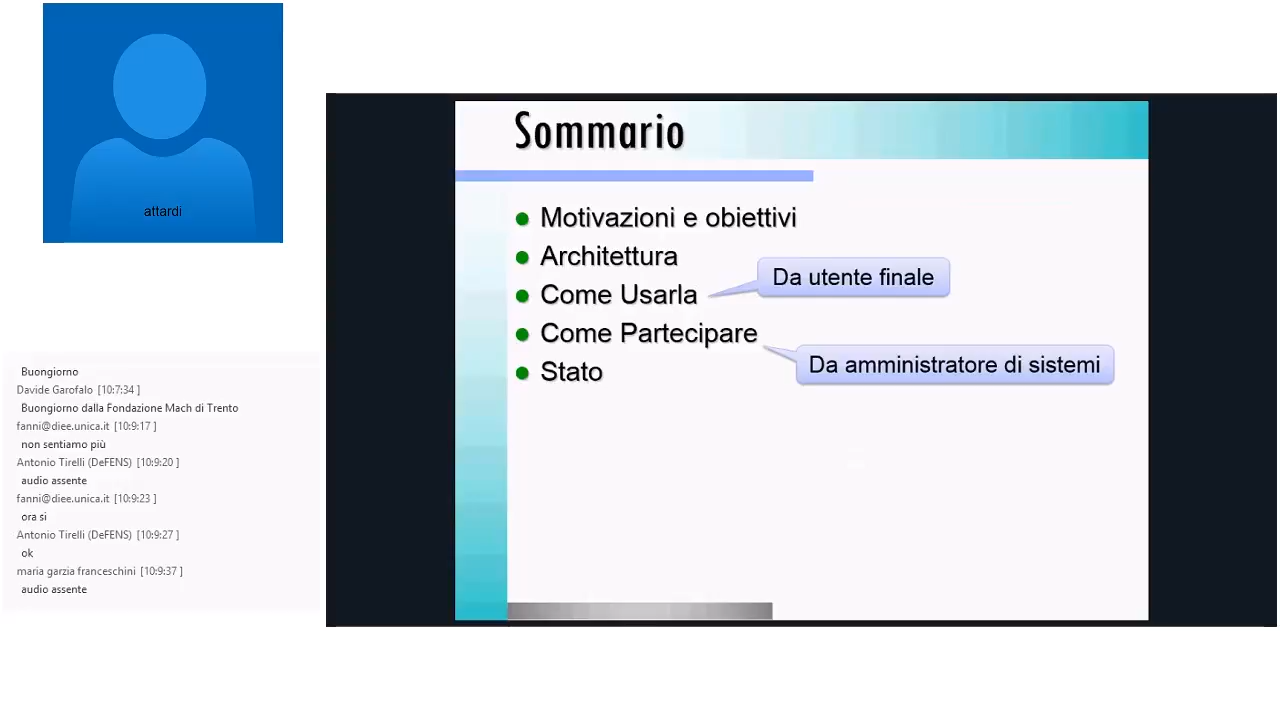 attardi
Buongiorno
Davide Garofalo [10:7:34 ]
Buongiorno dalla Fondazione Mach di Trento
fanni@diee.unica.it [10:9:17 ]
non sentiamo più
Antonio Tirelli (DeFENS) [10:9:20 ]
audio assente
fanni@diee.unica.it [10:9:23 ]
ora si
Antonio Tirelli (DeFENS) [10:9:27 ]
ok
maria garzia franceschini [10:9:37 ]
audio assente
Sommario
Motivazioni e obiettivi
Architettura
Come Usarla
Da utente finale
Come Partecipare
Da amministratore di sistemi
Stato